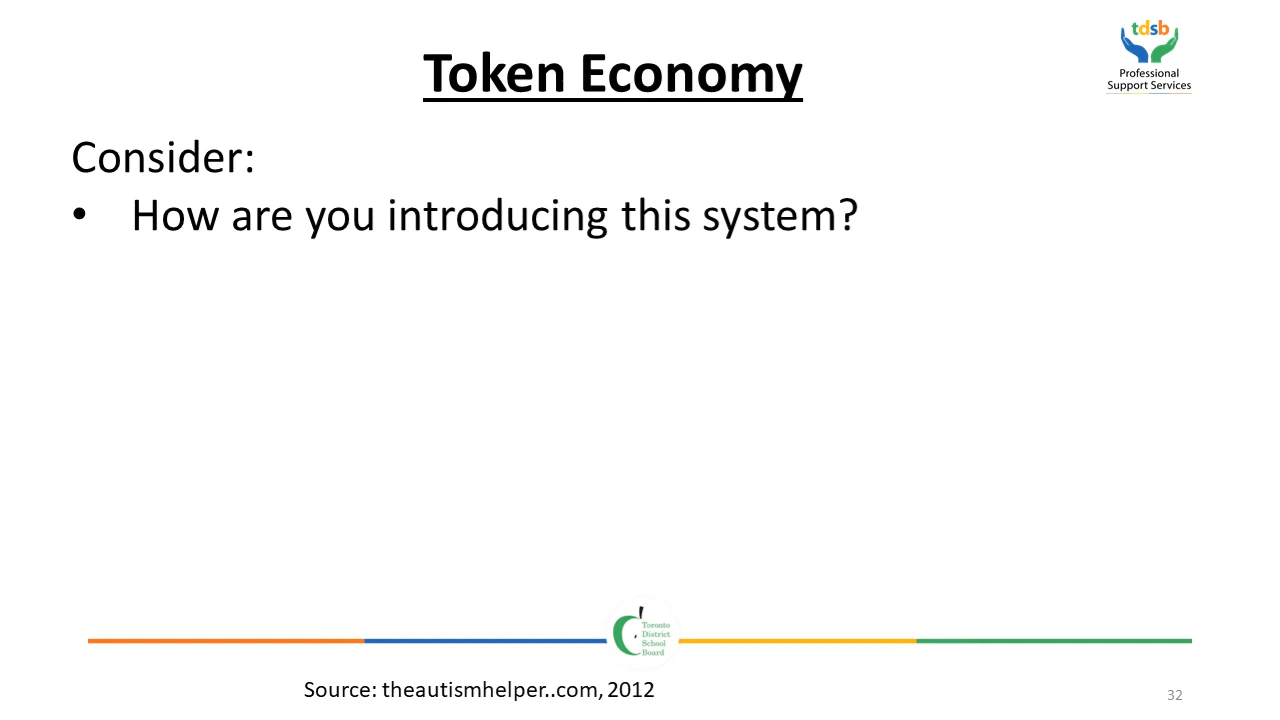 tdsb
Professional
Support Services
Token Economy
Consider:
• How are you introducing this system?
Toronto
District
School
Board
Source: theautismhelper..com, 2012
32